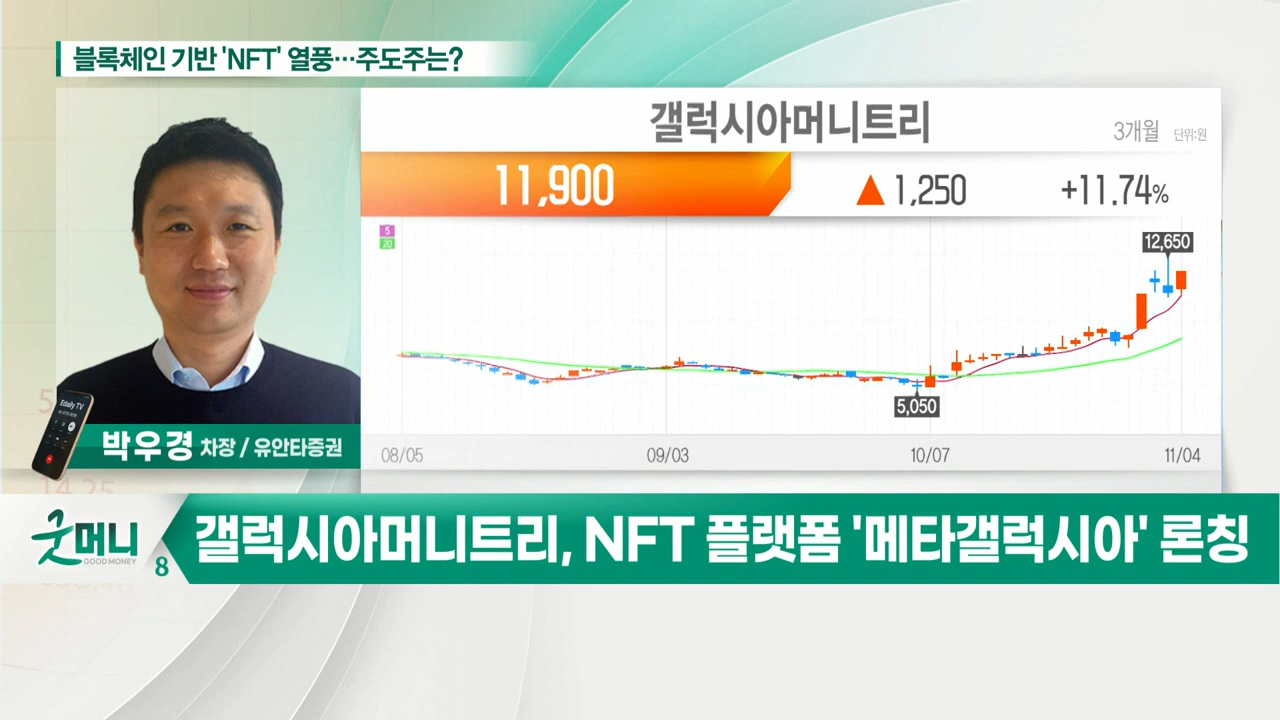 블록체인 기반 'NFT' 열풍…주도주는?
갤럭시아머니트리
3개월 단위:원
11,900 ▲ 1,250 +11.74%
5
20
12,650
5,050
08/05 09/03 10/07 11/04
Edaily TV
박우경 차장 / 유안타증권
굿머니
GOOD MONEY
8
갤럭시아머니트리, NFT 플랫폼 '메타갤럭시아' 론칭